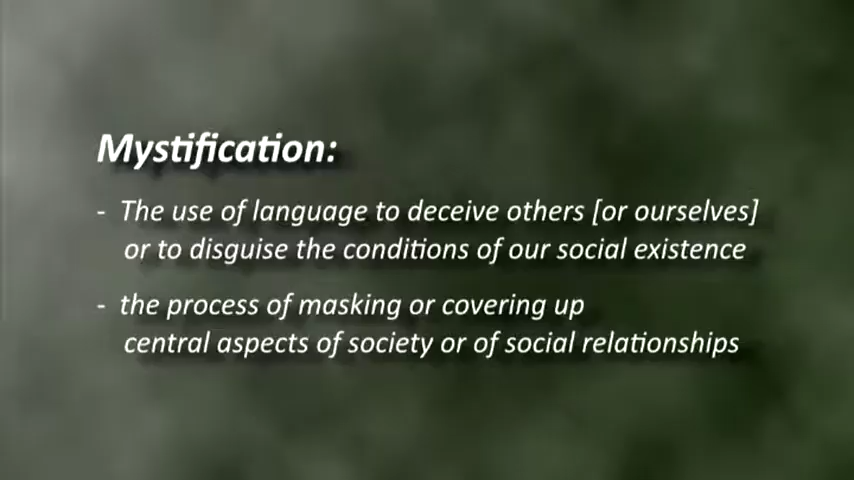 Mystification:
- The use of language to deceive others [or ourselves]
or to disguise the conditions of our social existence
- the process of masking or covering up
central aspects of society or of social relationships